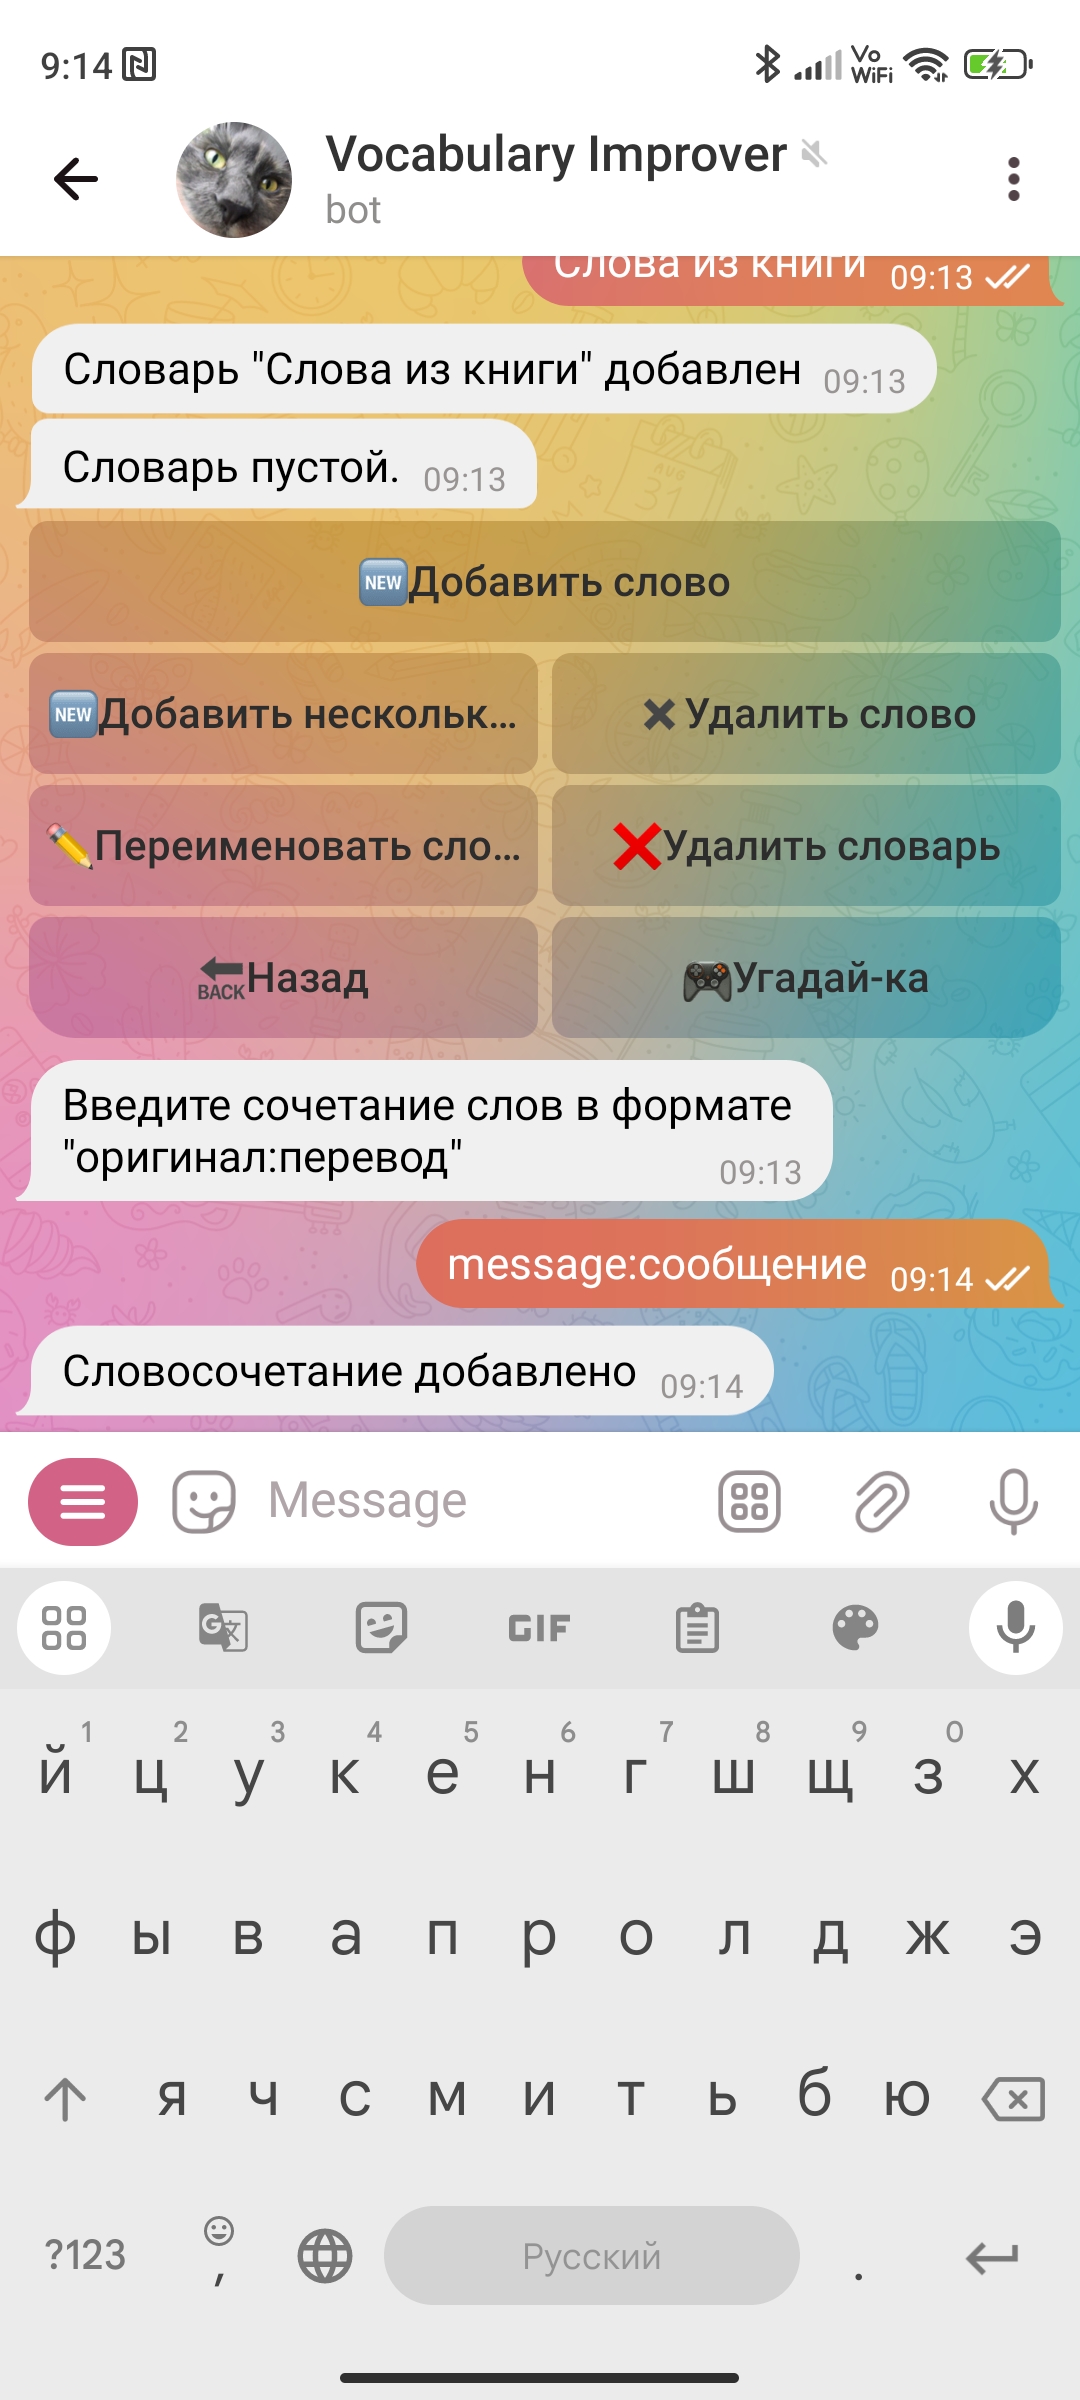 9:14
Vo
WiFi
Vocabulary Improver
bot
Слова из книги 09:13
Словарь "Слова из книги" добавлен 09:13
Словарь пустой. 09:13
NEW Добавить слово
NEW Добавить нескольк...
Удалить слово
Переименовать сло...
Удалить словарь
BACK Назад
Угадай-ка
Введите сочетание слов в формате
"оригинал:перевод" 09:13
message:сообщение 09:14
Словосочетание добавлено 09:14
Message
G 文 GIF
1 2 3 4 5 6 7 8 9 0
й ц у к е н г ш щ з х
ф ы в а п р о л д ж э
я ч с м и т ь б ю
?123 , Русский .